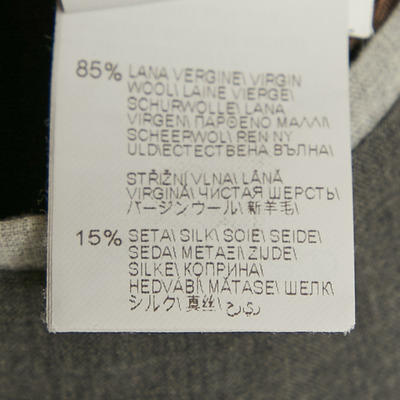 85% LANA VERGINE\ VIRGIN
WOOL\ LAINE VIERGE\
SCHURWOLLE\ LANA
VIRGEN\ ΠΑΡΘΕΝΟ ΜΑΛΛΙ\
SCHEERWOL\ REN NY
ULD\ ЕСТЕСТВЕНА ВЪЛНА\
STŘIŽNÍ VLNA\ LÂNĂ
VIRGINĂ\ ЧИСТАЯ ШЕРСТЬ\
バージンウール\ 新羊毛\
15% SETA\ SILK\ SOIE\ SEIDE\
SEDA\ ΜΕΤΑΞΙ\ ZIJDE\
SILKE\ КОПРИНА\
HEDVÁBÍ\ MĂTASE\ ШЕЛК\
シルク\ 真丝\